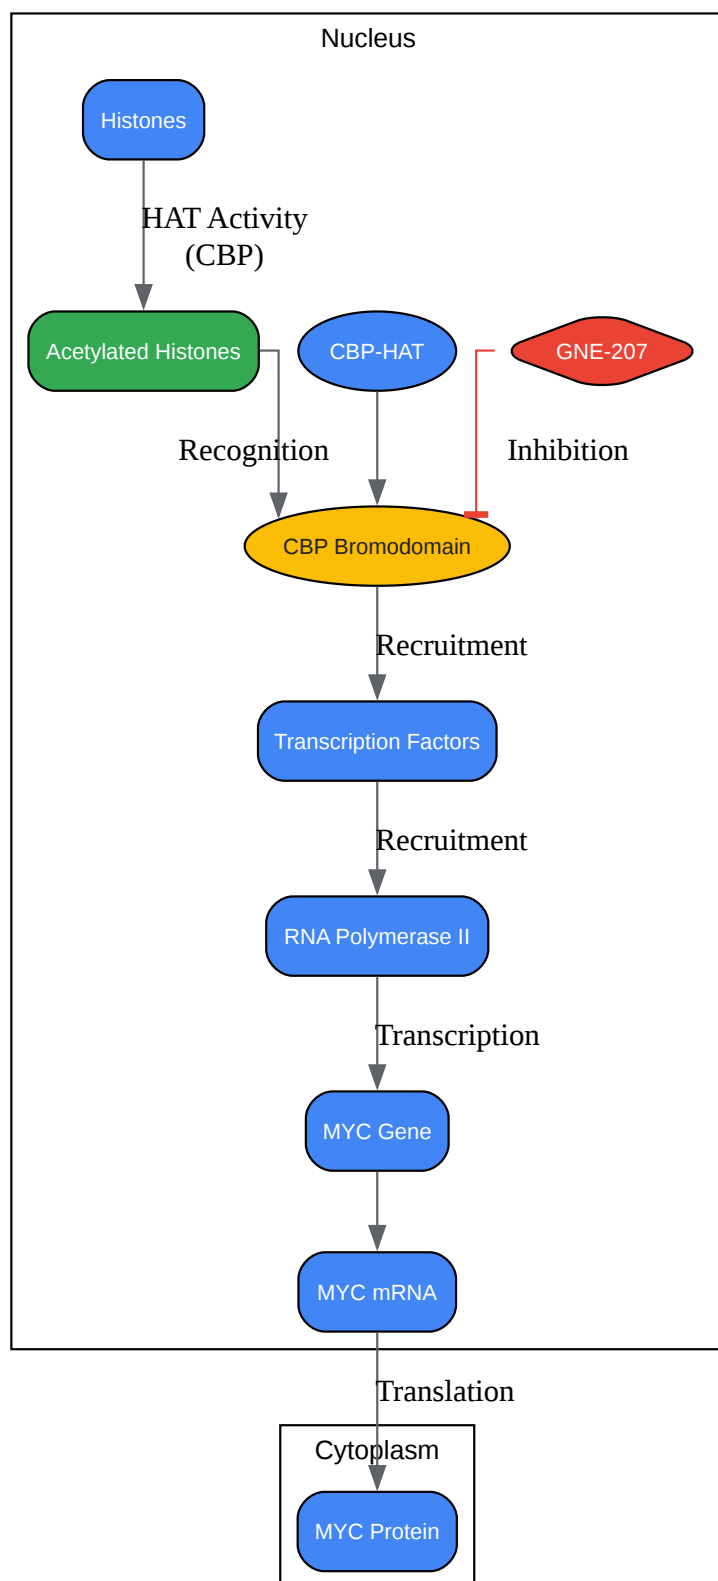 Nucleus
Histones
HAT Activity
(CBP)
Acetylated Histones
CBP-HAT
GNE-207
Recognition
Inhibition
CBP Bromodomain
Recruitment
Transcription Factors
Recruitment
RNA Polymerase II
Transcription
MYC Gene
MYC mRNA
Translation
Cytoplasm
MYC Protein